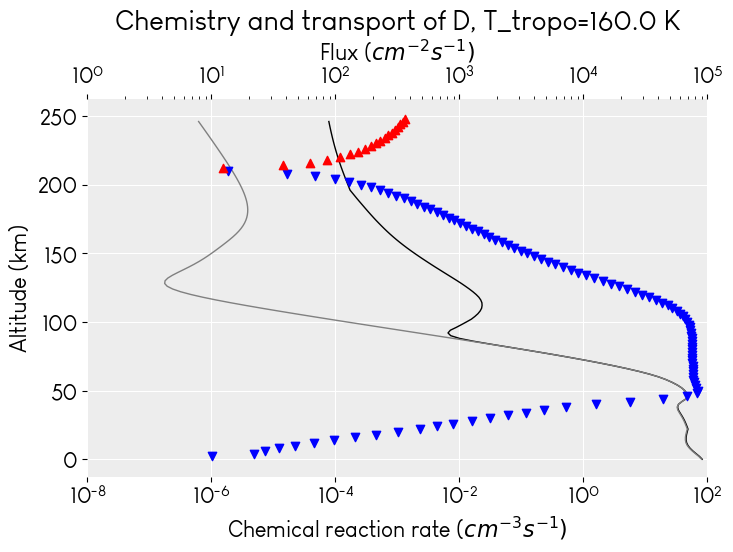 Chemistry and transport of D, T_tropo=160.0 K
Flux (cm⁻²s⁻¹)
10⁰ 10¹ 10² 10³ 10⁴ 10⁵
250
200
150
100
50
0
Altitude (km)
10⁻⁸ 10⁻⁶ 10⁻⁴ 10⁻² 10⁰ 10²
Chemical reaction rate (cm⁻³s⁻¹)